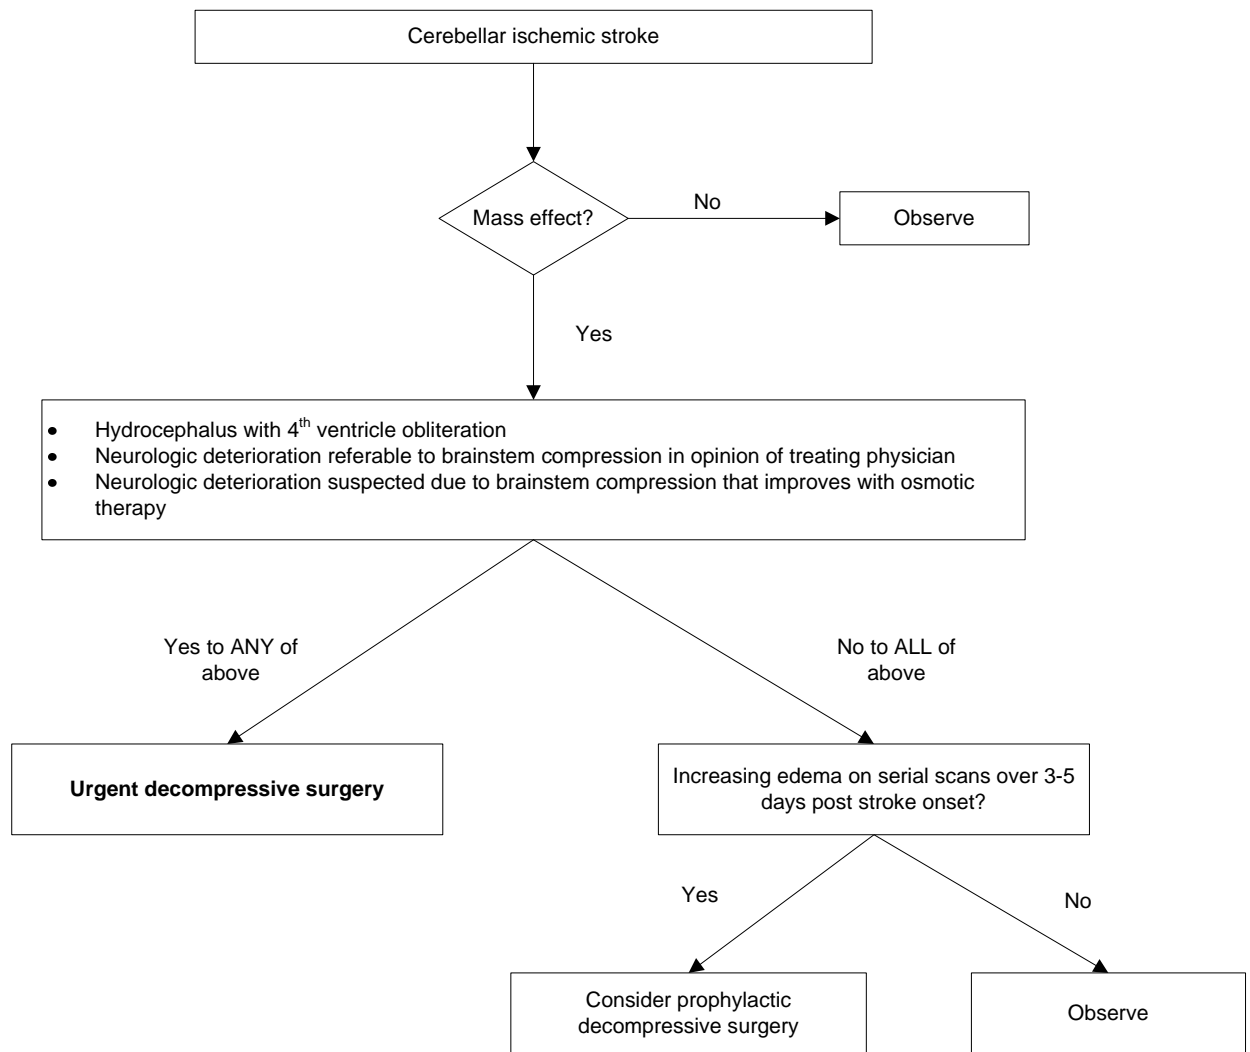 Cerebellar ischemic stroke
Mass effect?
No
Observe
Yes
• Hydrocephalus with 4th ventricle obliteration
• Neurologic deterioration referable to brainstem compression in opinion of treating physician
• Neurologic deterioration suspected due to brainstem compression that improves with osmotic
therapy
Yes to ANY of
above
No to ALL of
above
Urgent decompressive surgery
Increasing edema on serial scans over 3-5
days post stroke onset?
Yes
No
Consider prophylactic
decompressive surgery
Observe